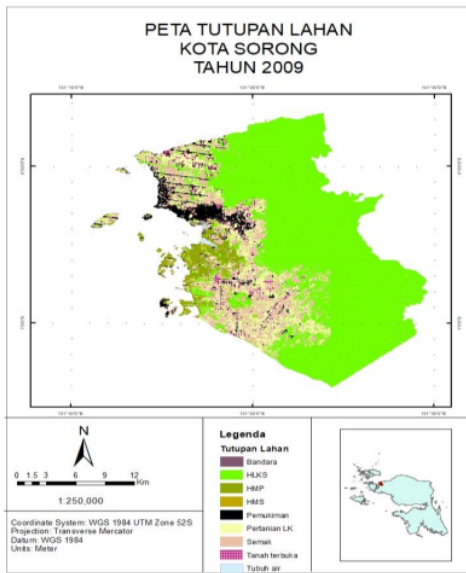 PETA TUTUPAN LAHAN
KOTA SORONG
TAHUN 2009
N
0 1.5 3 6 9 12
Km
1:250,000
Coordinate System: WGS 1984 UTM Zone 52S
Projection: Transverse Mercator
Datum: WGS 1984
Units: Meter
Legenda
Tutupan Lahan
Bandara
HLKS
HMP
HMS
Pemukiman
Pertanian LK
Semak
Tanah terbuka
Tubuh air